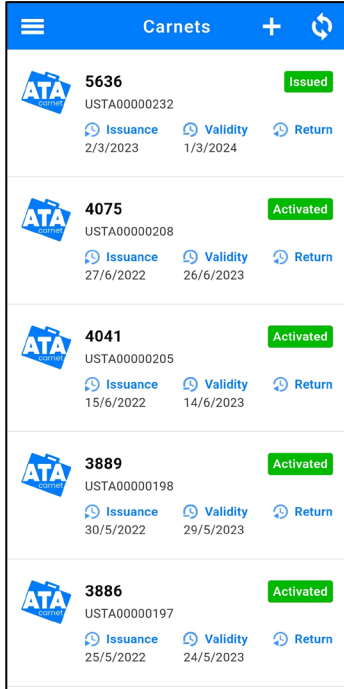 Carnets
ATA carnet
5636 Issued
USTA00000232
Issuance Validity Return
2/3/2023 1/3/2024
ATA carnet
4075 Activated
USTA00000208
Issuance Validity Return
27/6/2022 26/6/2023
ATA carnet
4041 Activated
USTA00000205
Issuance Validity Return
15/6/2022 14/6/2023
ATA carnet
3889 Activated
USTA00000198
Issuance Validity Return
30/5/2022 29/5/2023
ATA carnet
3886 Activated
USTA00000197
Issuance Validity Return
25/5/2022 24/5/2023